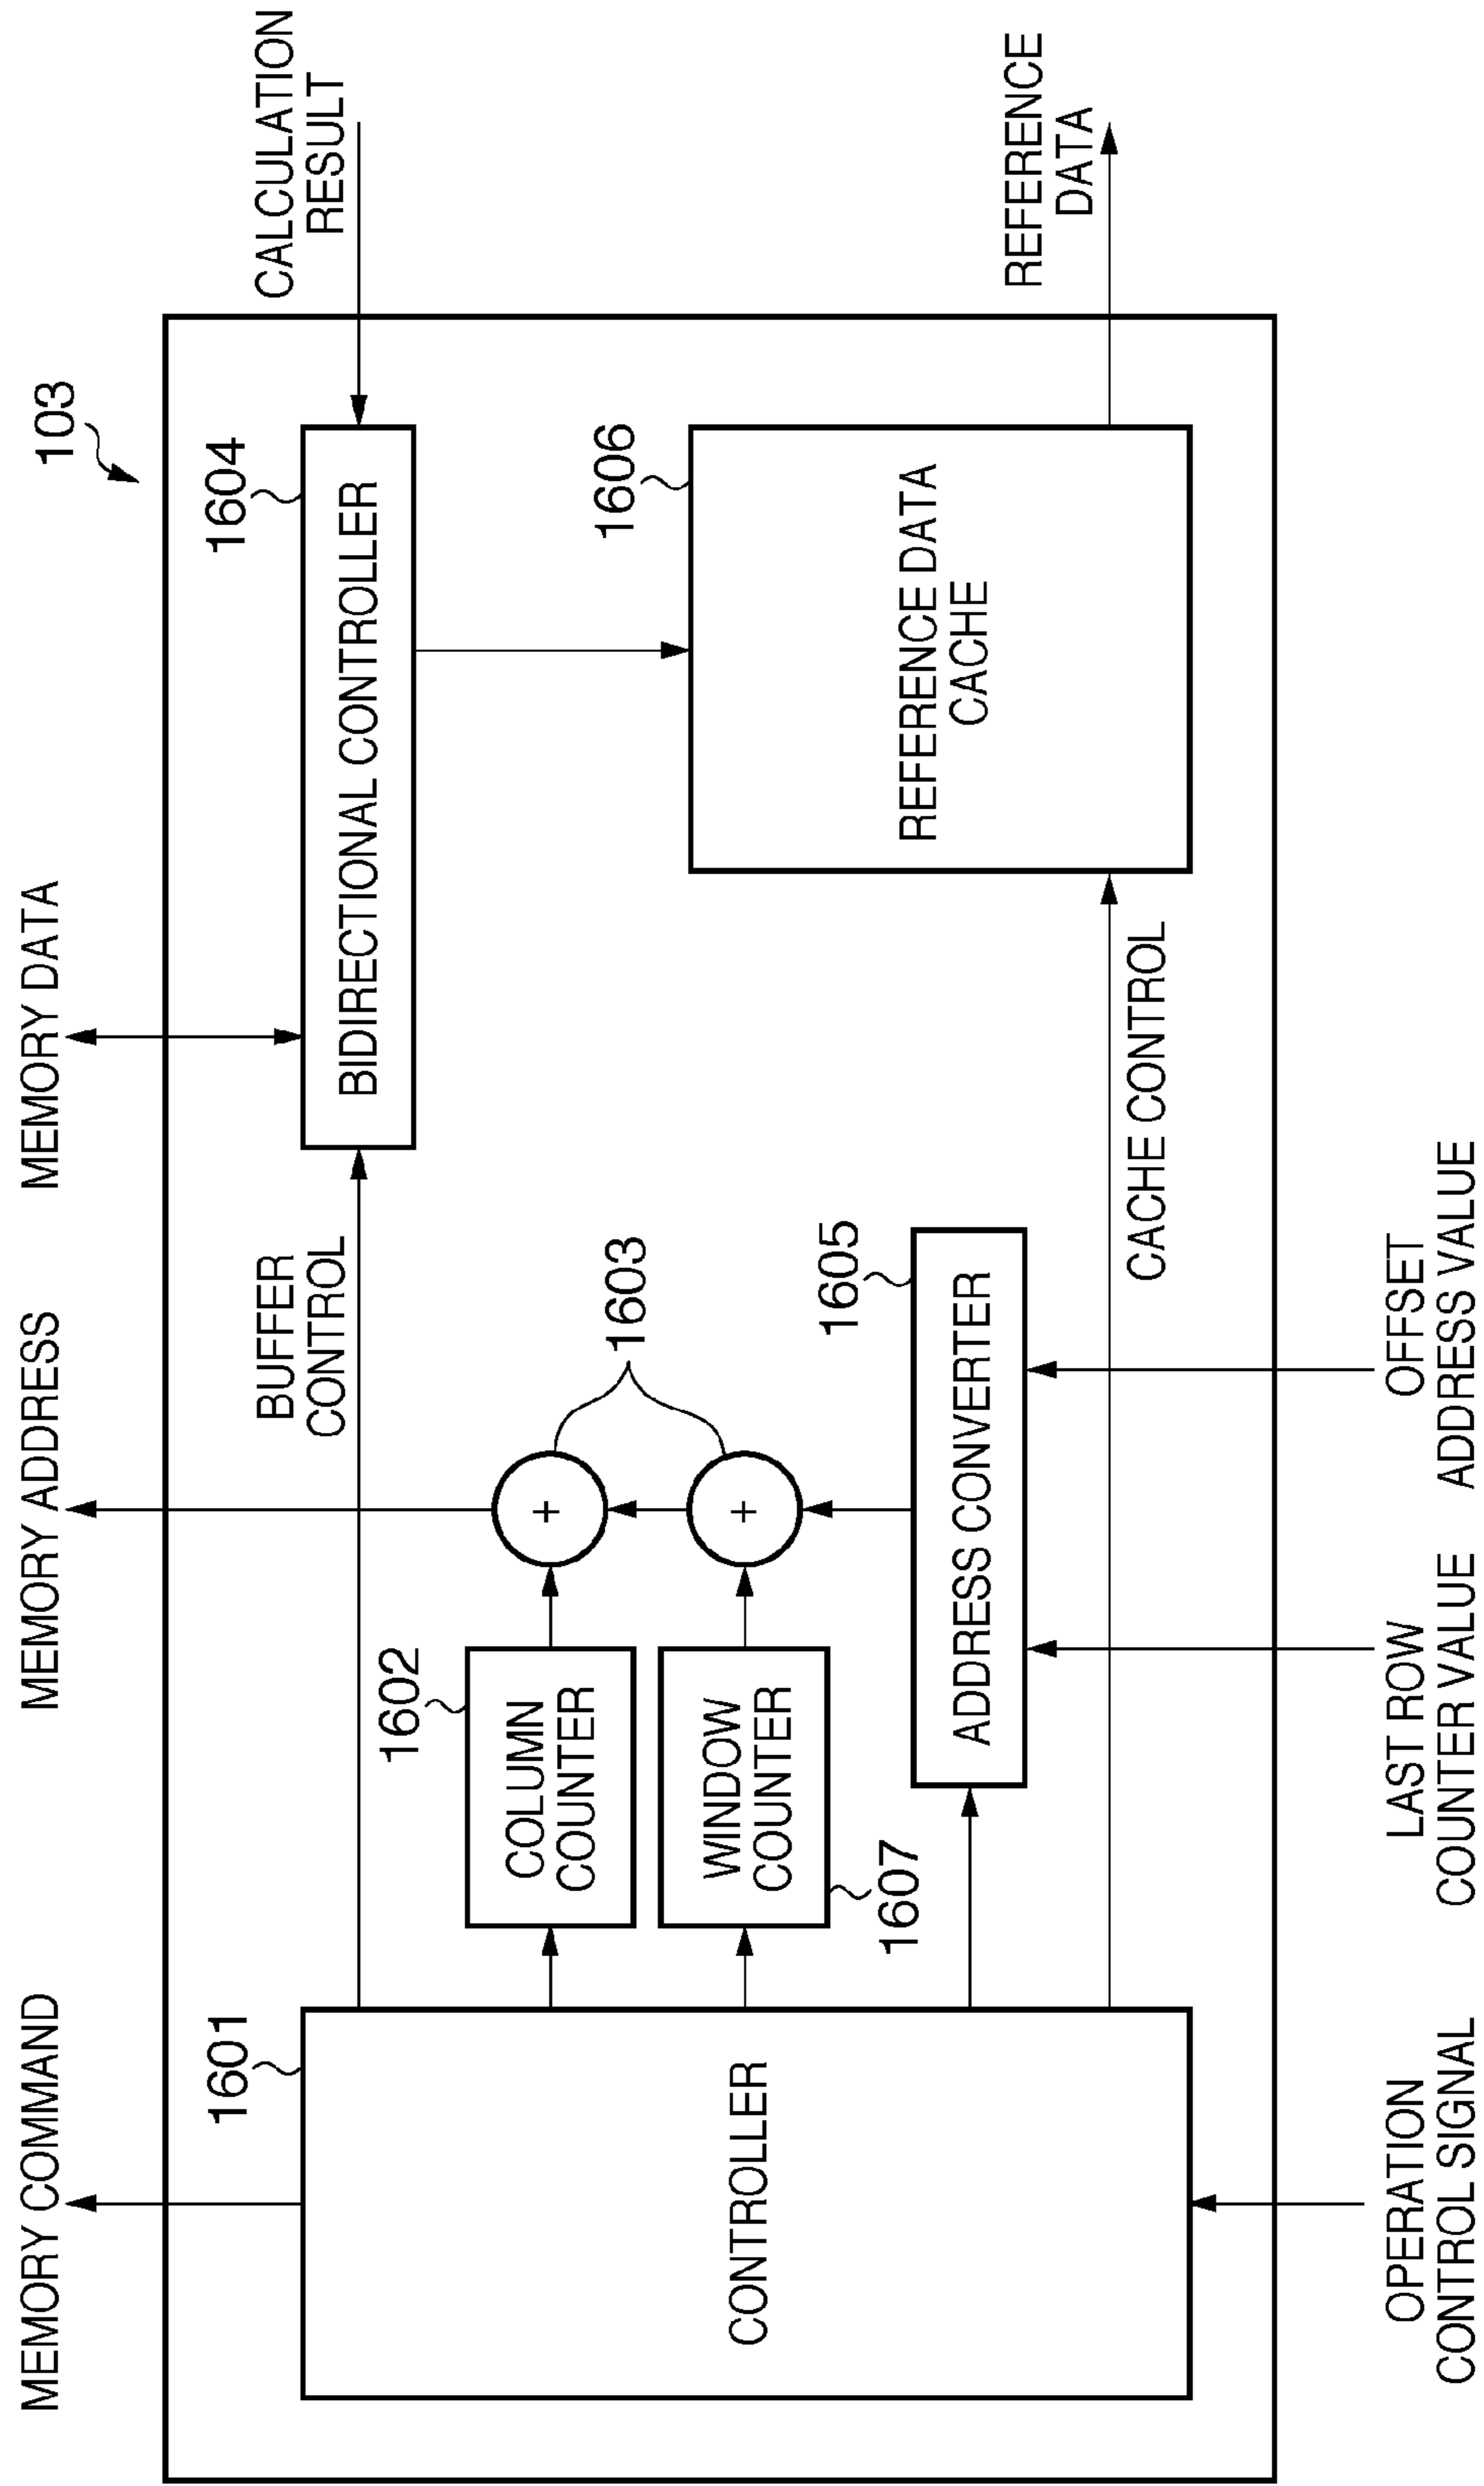 MEMORY COMMAND
MEMORY ADDRESS
MEMORY DATA
103
1601
CONTROLLER
BUFFER
CONTROL
1604
BIDIRECTIONAL CONTROLLER
CALCULATION
RESULT
1602
COLUMN
COUNTER
+
1603
WINDOW
COUNTER
+
1607
1605
ADDRESS CONVERTER
1606
REFERENCE DATA
CACHE
CACHE CONTROL
REFERENCE
DATA
OPERATION
CONTROL SIGNAL
LAST ROW
COUNTER VALUE
OFFSET
ADDRESS VALUE